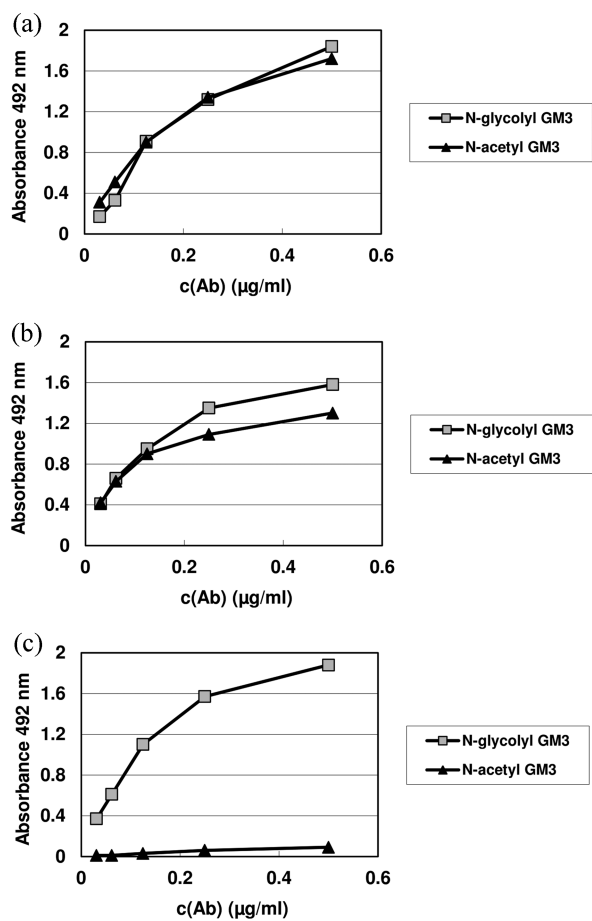 (a)
2
1.6
1.2
0.8
0.4
0
0 0.2 0.4 0.6
Absorbance 492 nm
c(Ab) (µg/ml)
N-glycolyl GM3
N-acetyl GM3
(b)
2
1.6
1.2
0.8
0.4
0
0 0.2 0.4 0.6
Absorbance 492 nm
c(Ab) (µg/ml)
N-glycolyl GM3
N-acetyl GM3
(c)
2
1.6
1.2
0.8
0.4
0
0 0.2 0.4 0.6
Absorbance 492 nm
c(Ab) (µg/ml)
N-glycolyl GM3
N-acetyl GM3